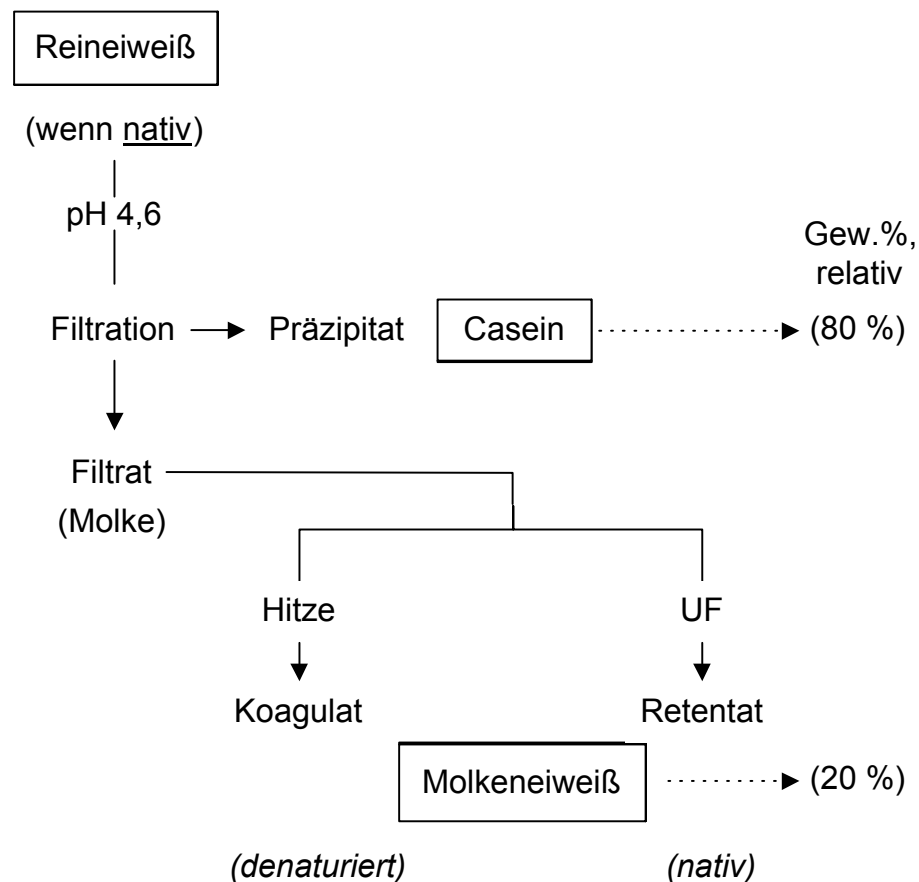 Reineiweiß
(wenn nativ)
pH 4,6
Gew.%,
relativ
Filtration Präzipitat Casein (80 %)
Filtrat
(Molke)
Hitze UF
Koagulat Retentat
Molkeneiweiß (20 %)
(denaturiert) (nativ)